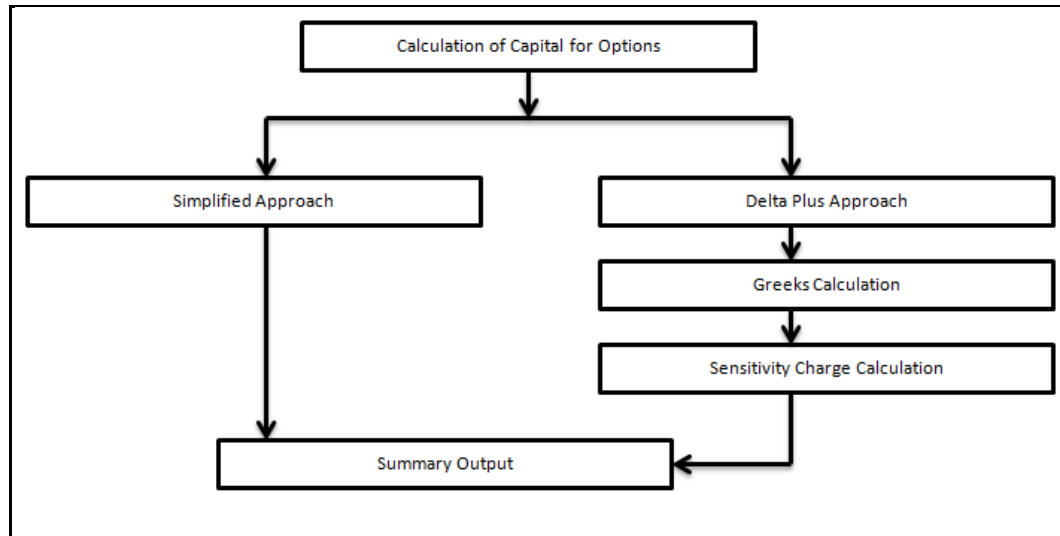 Calculation of Capital for Options
Simplified Approach
Delta Plus Approach
Greeks Calculation
Sensitivity Charge Calculation
Summary Output